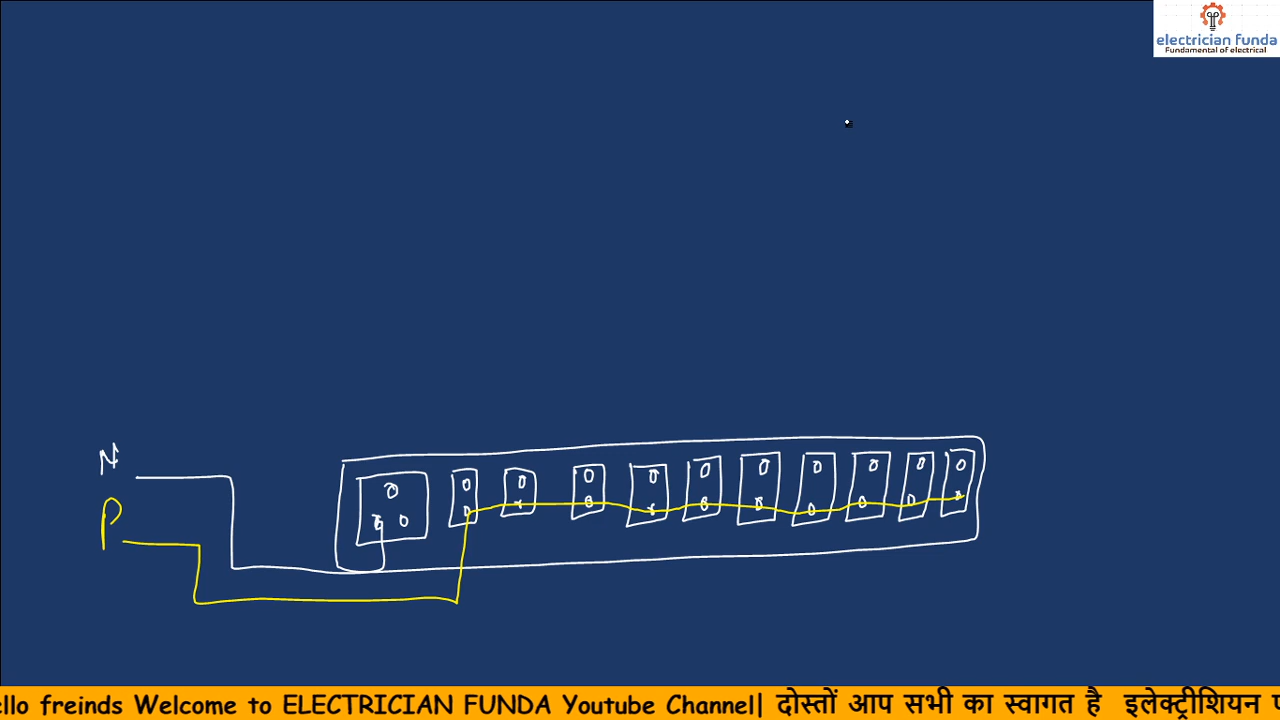 electrician funda
Fundamental of electrical
N
P
ello freinds Welcome to ELECTRICIAN FUNDA Youtube Channel| दोस्तों आप सभी का स्वागत है इलेक्ट्रीशियन